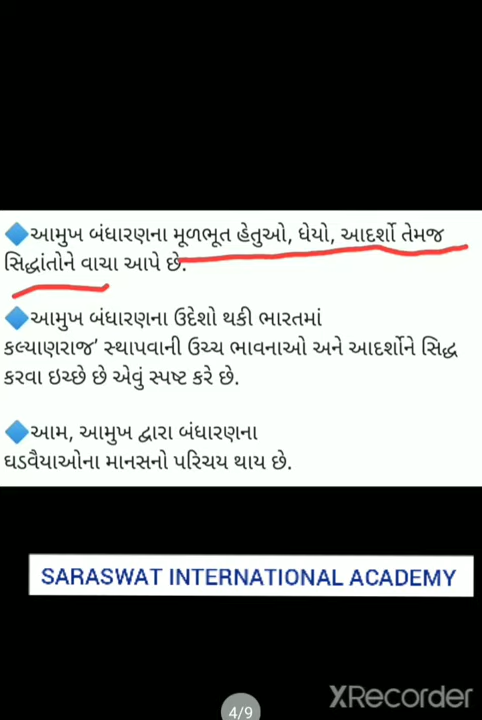 🔷આમુખ બંધારણના મૂળભૂત હેતુઓ, ધેયો, આદર્શો તેમજ
સિદ્ધાંતોને વાચા આપે છે.
🔷આમુખ બંધારણના ઉદેશો થકી ભારતમાં
કલ્યાણરાજ' સ્થાપવાની ઉચ્ચ ભાવનાઓ અને આદર્શોને સિદ્ધ
કરવા ઇચ્છે છે એવું સ્પષ્ટ કરે છે.
🔷આમ, આમુખ દ્વારા બંધારણના
ઘડવૈયાઓના માનસનો પરિચય થાય છે.
SARASWAT INTERNATIONAL ACADEMY
XRecorder
4/9